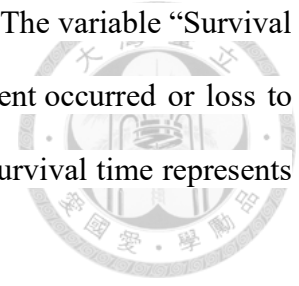 The variable “Survival
ent occurred or loss to
urvival time represents